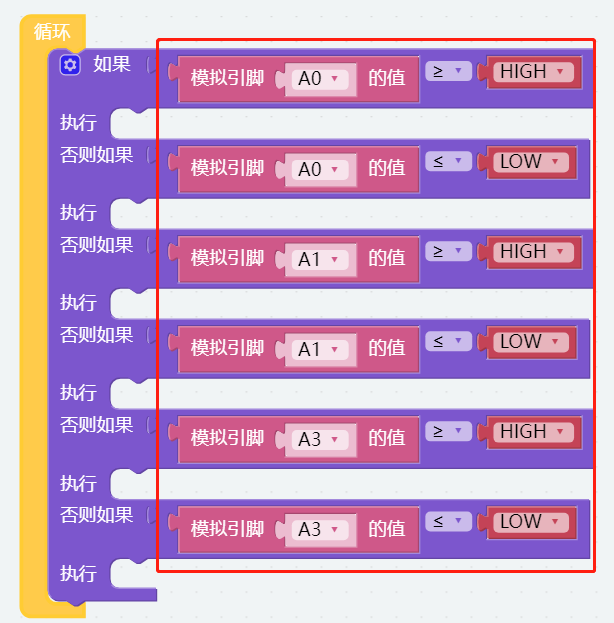 循环
如果 模拟引脚 A0 的值 ≥ HIGH
执行
否则如果 模拟引脚 A0 的值 ≤ LOW
执行
否则如果 模拟引脚 A1 的值 ≥ HIGH
执行
否则如果 模拟引脚 A1 的值 ≤ LOW
执行
否则如果 模拟引脚 A3 的值 ≥ HIGH
执行
否则如果 模拟引脚 A3 的值 ≤ LOW
执行